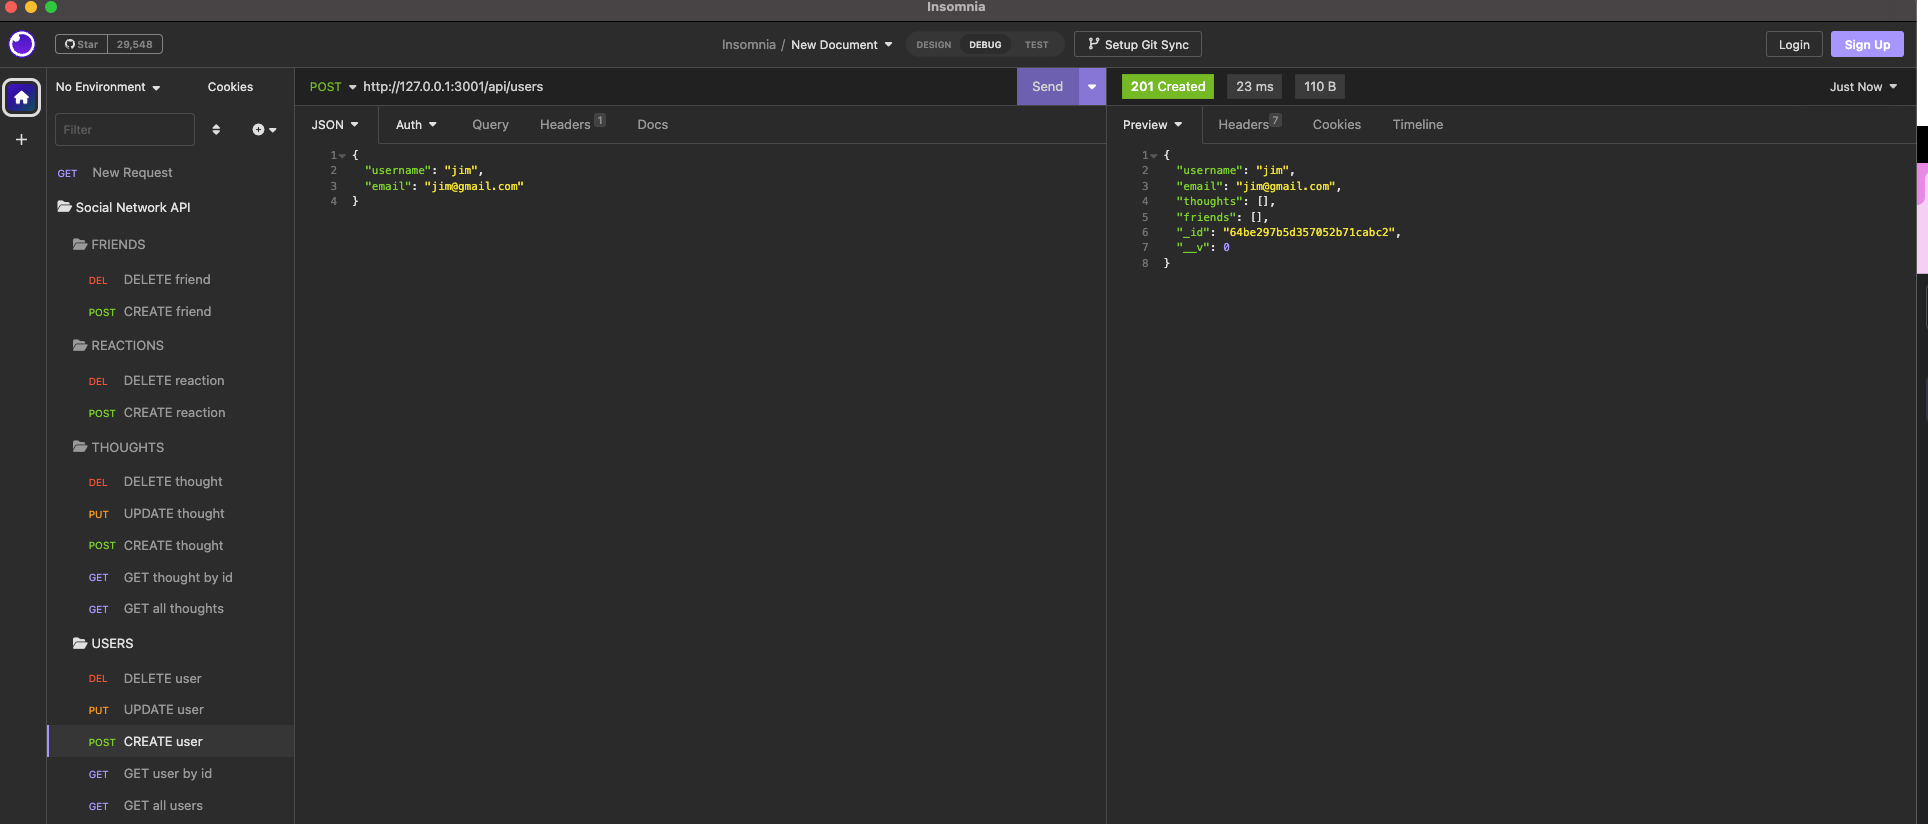 Insomnia
Star 29,548
Insomnia / New Document
DESIGN DEBUG TEST
Setup Git Sync
Login
Sign Up
No Environment
Cookies
Filter
GET New Request
Social Network API
FRIENDS
DEL DELETE friend
POST CREATE friend
REACTIONS
DEL DELETE reaction
POST CREATE reaction
THOUGHTS
DEL DELETE thought
PUT UPDATE thought
POST CREATE thought
GET GET thought by id
GET GET all thoughts
USERS
DEL DELETE user
PUT UPDATE user
POST CREATE user
GET GET user by id
GET GET all users
POST http://127.0.0.1:3001/api/users
Send
JSON Auth Query Headers 1 Docs
1 {
2 "username": "jim",
3 "email": "jim@gmail.com"
4 }
201 Created 23 ms 110 B
Just Now
Preview Headers 7 Cookies Timeline
1 {
2 "username": "jim",
3 "email": "jim@gmail.com",
4 "thoughts": [],
5 "friends": [],
6 "_id": "64be297b5d357052b71cabc2",
7 "__v": 0
8 }